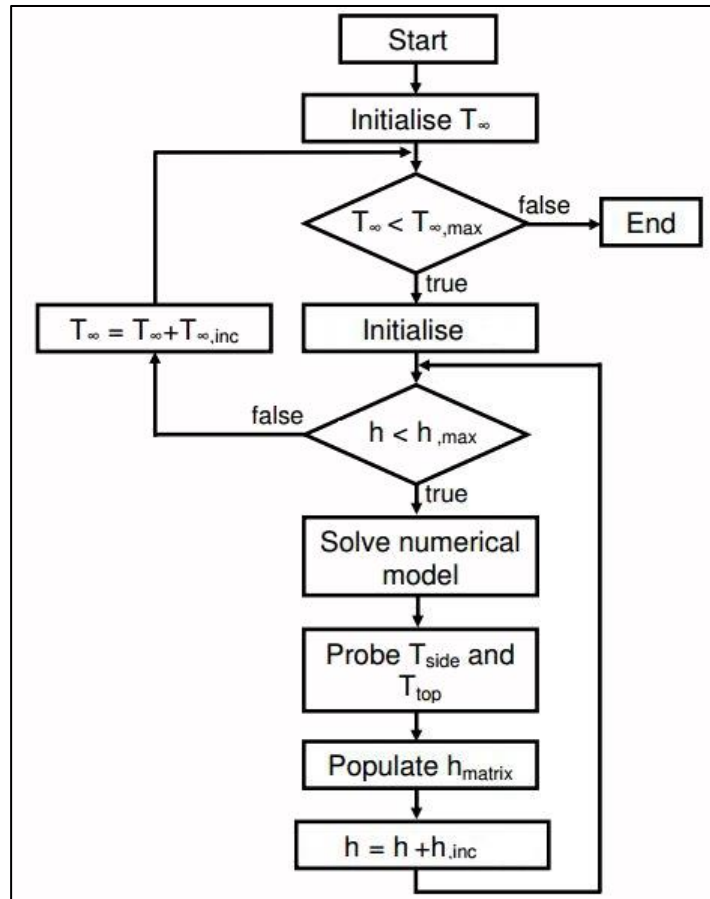 Start
Initialise T∞
T∞ < T∞,max
false
End
true
T∞ = T∞+T∞,inc
Initialise
false
h < h ,max
true
Solve numerical
model
Probe Tside and
Ttop
Populate hmatrix
h = h +h,inc